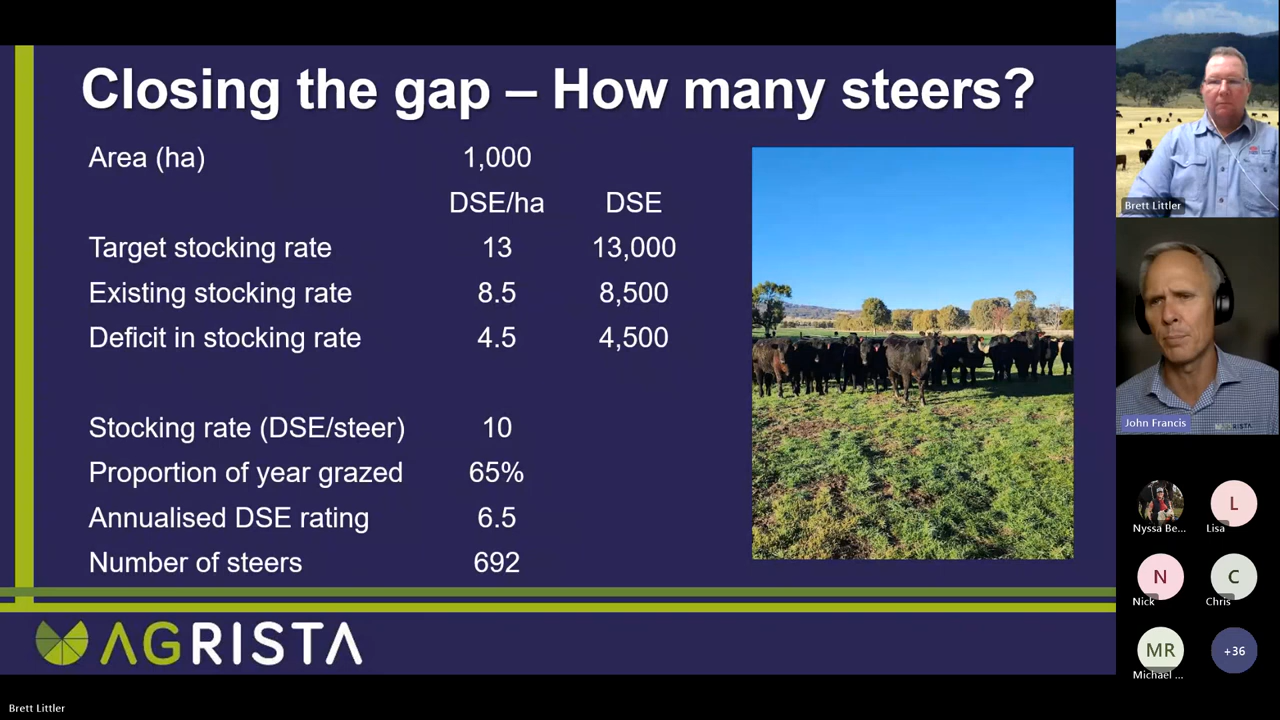 Closing the gap – How many steers?
Area (ha) 1,000
DSE/ha DSE
Target stocking rate 13 13,000
Existing stocking rate 8.5 8,500
Deficit in stocking rate 4.5 4,500
Stocking rate (DSE/steer) 10
Proportion of year grazed 65%
Annualised DSE rating 6.5
Number of steers 692
AGRISTA
Brett Littler
Brett Littler
John Francis
Nyssa Be...
L
Lisa
N
Nick
C
Chris
MR
Michael ...
+36